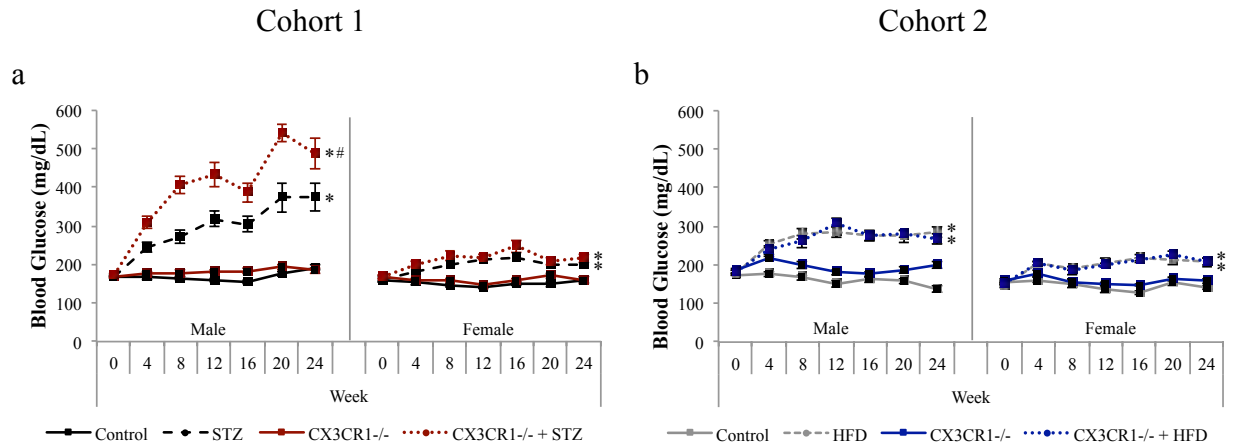 Cohort 1
Cohort 2
a
b
Blood Glucose (mg/dL)
600
500
400
300
200
100
0
*#
*
*
*
Male
Female
0 4 8 12 16 20 24 0 4 8 12 16 20 24
Week
Control STZ CX3CR1-/- CX3CR1-/- + STZ
Blood Glucose (mg/dL)
600
500
400
300
200
100
0
*
*
*
*
Male
Female
0 4 8 12 16 20 24 0 4 8 12 16 20 24
Week
Control HFD CX3CR1-/- CX3CR1-/- + HFD